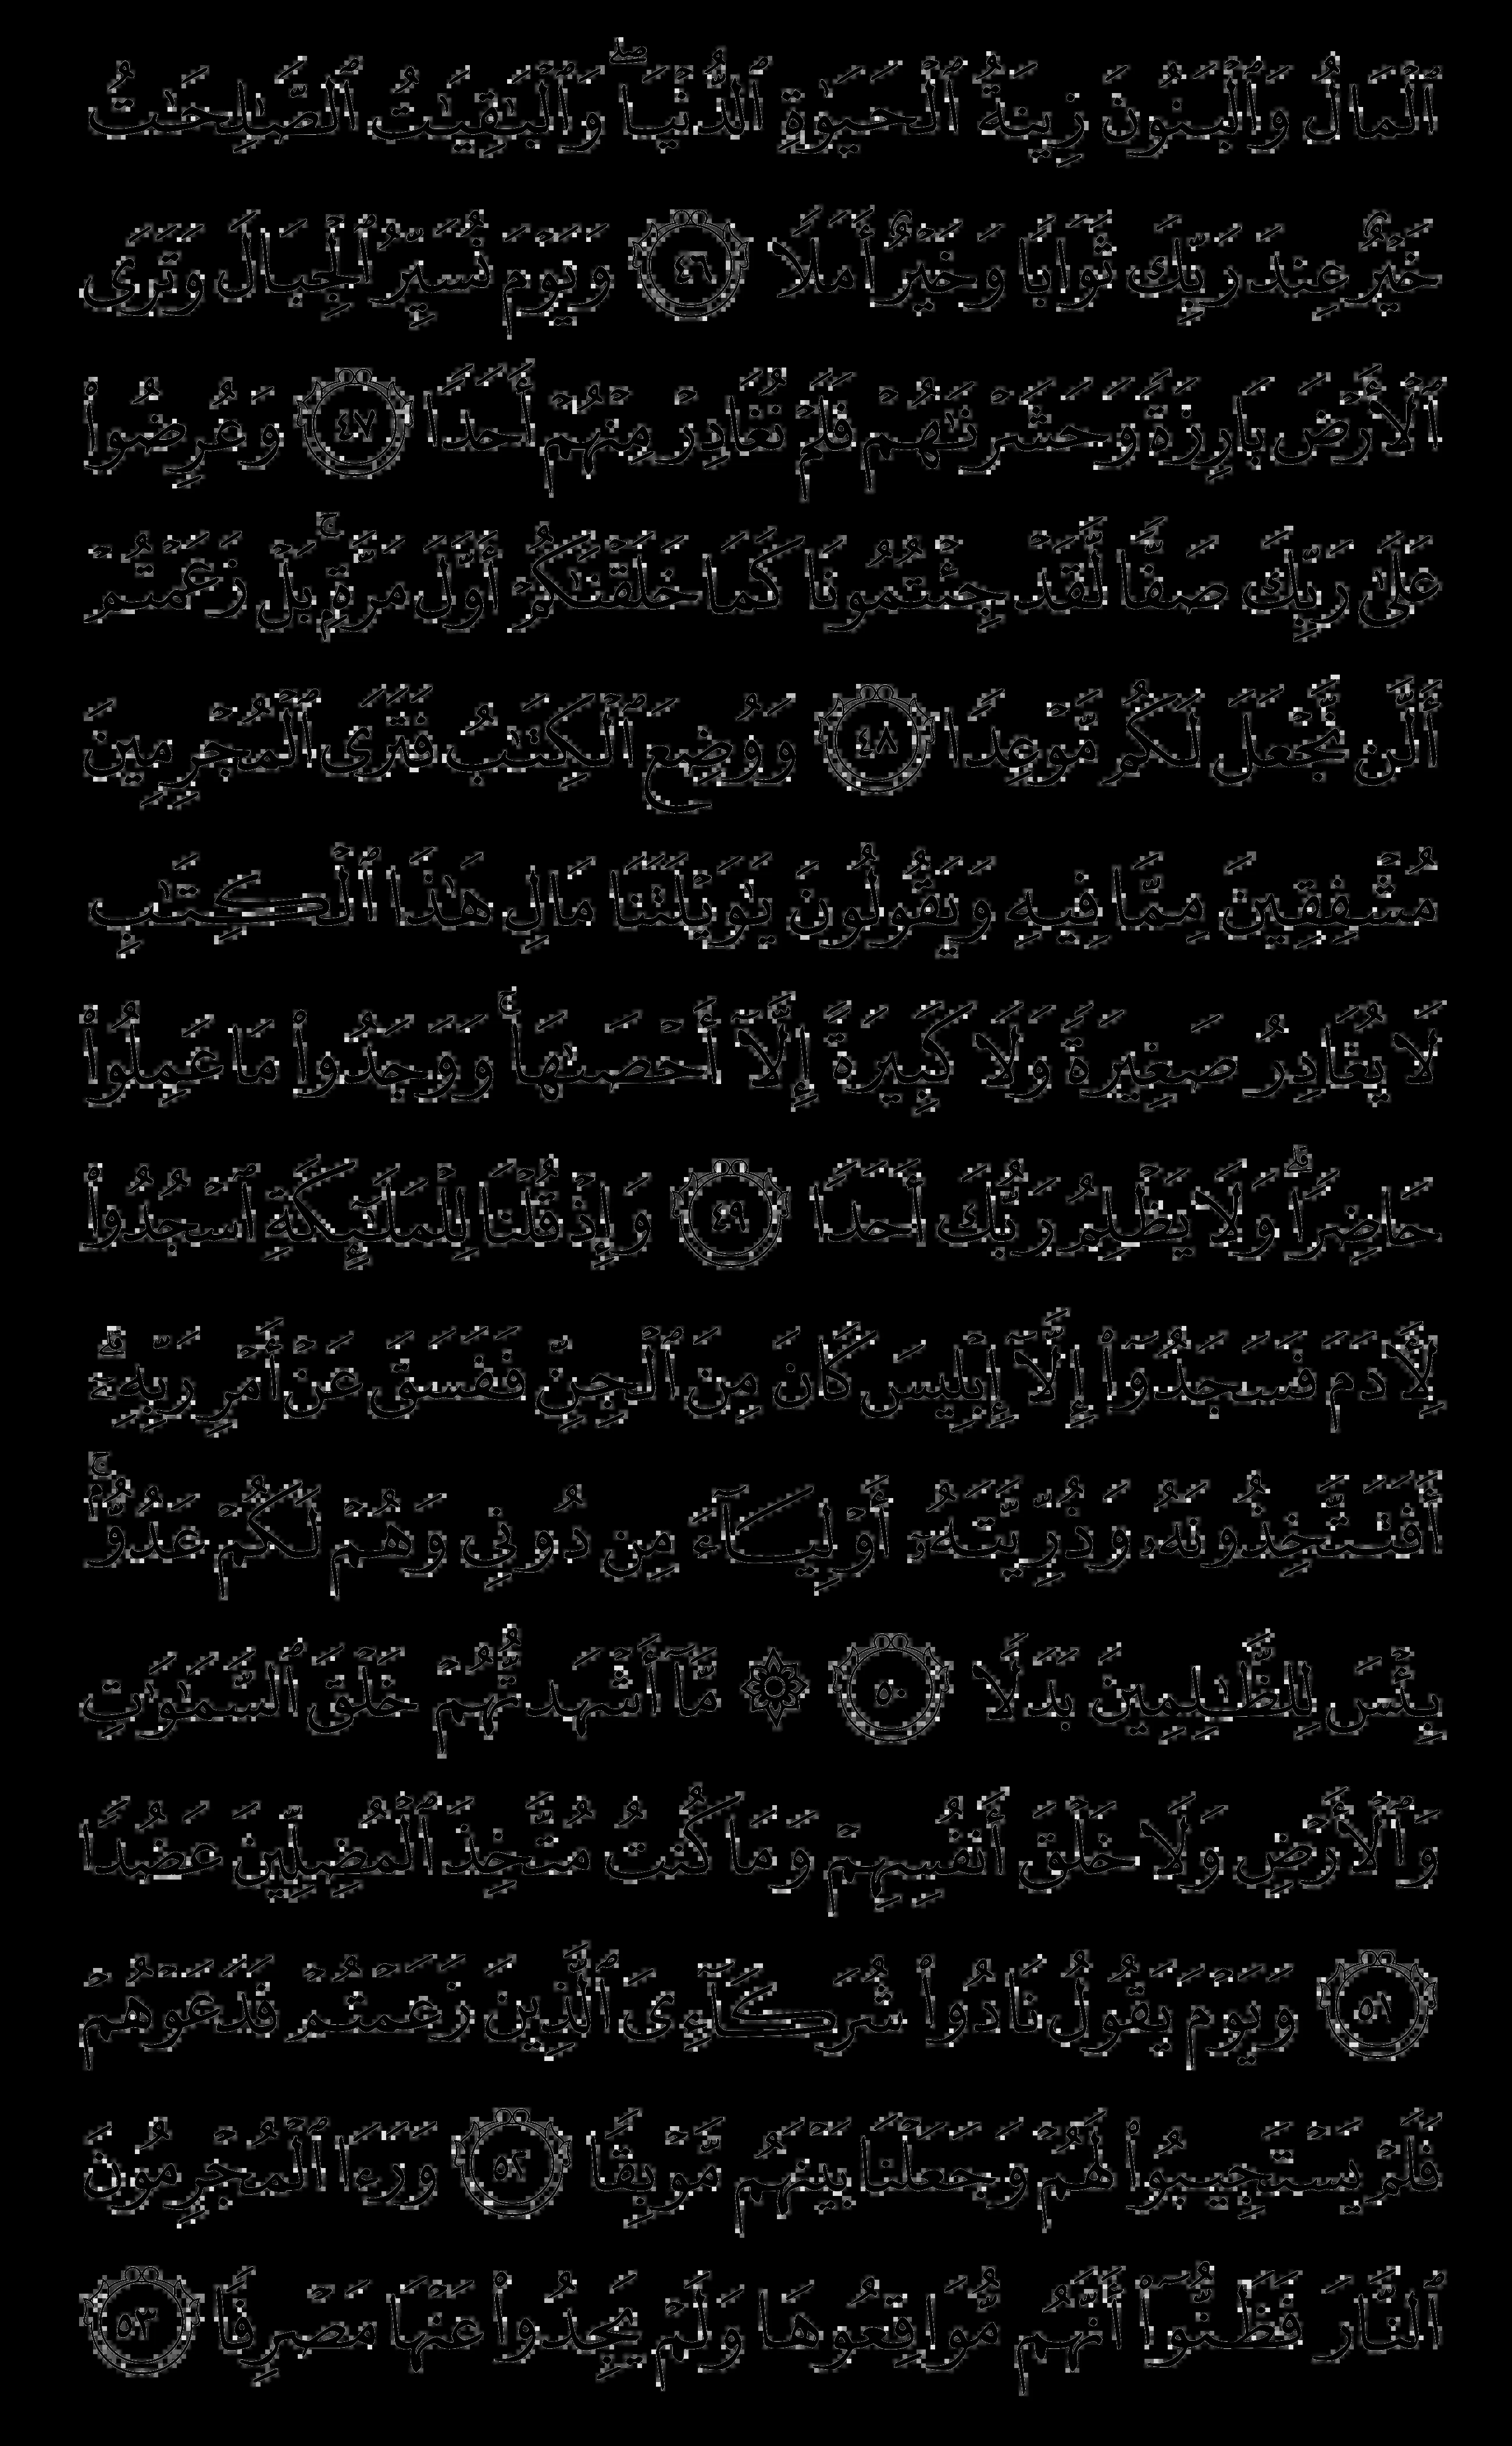 ٱلْمَالُ وَٱلْبَنُونَ زِينَةُ ٱلْحَيَوٰةِ ٱلدُّنْيَا ۖ وَٱلْبَٰقِيَٰتُ ٱلصَّٰلِحَٰتُ
خَيْرٌ عِندَ رَبِّكَ ثَوَابًا وَخَيْرٌ أَمَلًا ٤٦ وَيَوْمَ نُسَيِّرُ ٱلْجِبَالَ وَتَرَى
ٱلْأَرْضَ بَارِزَةً وَحَشَرْنَٰهُمْ فَلَمْ نُغَادِرْ مِنْهُمْ أَحَدًا ٤٧ وَعُرِضُوا۟
عَلَىٰ رَبِّكَ صَفًّا لَّقَدْ جِئْتُمُونَا كَمَا خَلَقْنَٰكُمْ أَوَّلَ مَرَّةٍۭ ۚ بَلْ زَعَمْتُمْ
أَلَّن نَّجْعَلَ لَكُم مَّوْعِدًا ٤٨ وَوُضِعَ ٱلْكِتَٰبُ فَتَرَى ٱلْمُجْرِمِينَ
مُشْفِقِينَ مِمَّا فِيهِ وَيَقُولُونَ يَٰوَيْلَتَنَا مَالِ هَٰذَا ٱلْكِتَٰبِ
لَا يُغَادِرُ صَغِيرَةً وَلَا كَبِيرَةً إِلَّآ أَحْصَىٰهَا ۚ وَوَجَدُوا۟ مَا عَمِلُوا۟
حَاضِرًا ۗ وَلَا يَظْلِمُ رَبُّكَ أَحَدًا ٤٩ وَإِذْ قُلْنَا لِلْمَلَٰٓئِكَةِ ٱسْجُدُوا۟
لِـَٔادَمَ فَسَجَدُوٓا۟ إِلَّآ إِبْلِيسَ كَانَ مِنَ ٱلْجِنِّ فَفَسَقَ عَنْ أَمْرِ رَبِّهِۦٓ ۗ
أَفَتَتَّخِذُونَهُۥ وَذُرِّيَّتَهُۥٓ أَوْلِيَآءَ مِن دُونِى وَهُمْ لَكُمْ عَدُوٌّۢ ۚ
بِئْسَ لِلظَّٰلِمِينَ بَدَلًا ٥٠ ۞ مَّآ أَشْهَدتُّهُمْ خَلْقَ ٱلسَّمَٰوَٰتِ
وَٱلْأَرْضِ وَلَا خَلْقَ أَنفُسِهِمْ وَمَا كُنتُ مُتَّخِذَ ٱلْمُضِلِّينَ عَضُدًا
٥١ وَيَوْمَ يَقُولُ نَادُوا۟ شُرَكَآءِىَ ٱلَّذِينَ زَعَمْتُمْ فَدَعَوْهُمْ
فَلَمْ يَسْتَجِيبُوا۟ لَهُمْ وَجَعَلْنَا بَيْنَهُم مَّوْبِقًا ٥٢ وَرَءَا ٱلْمُجْرِمُونَ
ٱلنَّارَ فَظَنُّوٓا۟ أَنَّهُم مُّوَاقِعُوهَا وَلَمْ يَجِدُوا۟ عَنْهَا مَصْرِفًا ٥٣